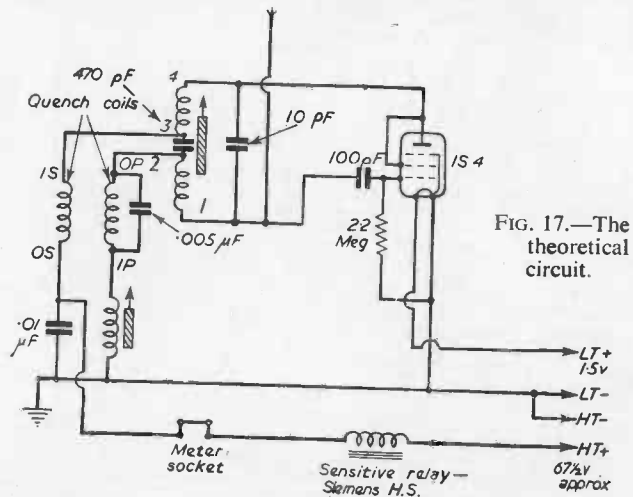 470 pF
Quench coils
4
3
OP 2
1
1S
OS
1P
.01
µF
.005 µF
10 pF
100pF
2·2
Meg
1S4
FIG. 17.—The
theoretical
circuit.
LT+
1·5v
LT-
HT-
HT+
67½v
approx
Meter
socket
Sensitive relay—
Siemens H.S.